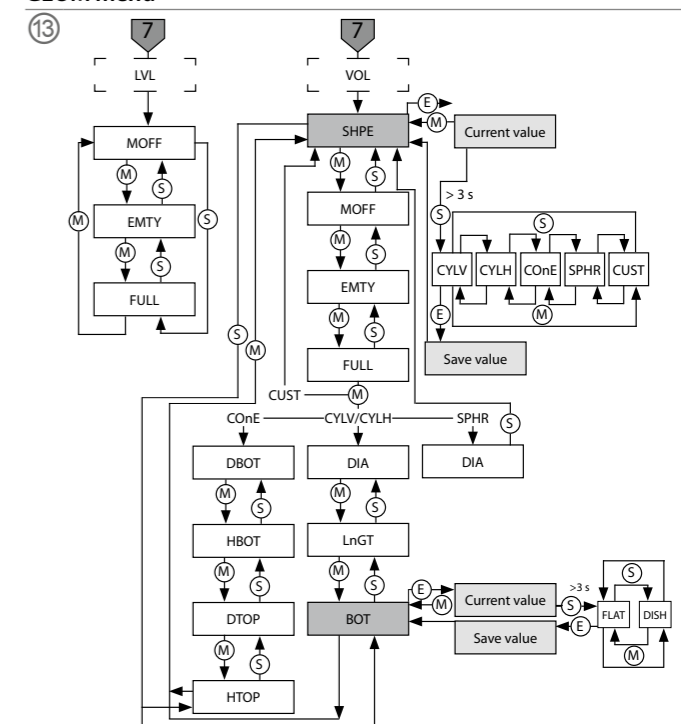 13
7
7
LVL
VOL
E
SHPE
M
Current value
MOFF
M
S
M
S
> 3 s
MOFF
S
S
EMTY
M
S
M
S
CYLV
CYLH
COnE
SPHR
CUST
M
S
EMTY
E
M
FULL
M
S
S
Save value
M
FULL
CUST
M
COnE
CYLV/CYLH
SPHR
S
DBOT
DIA
DIA
M
S
M
S
HBOT
LnGT
M
S
M
S
E
Current value
>3 s
S
S
DTOP
BOT
M
FLAT
DISH
Save value
E
M
S
M
HTOP